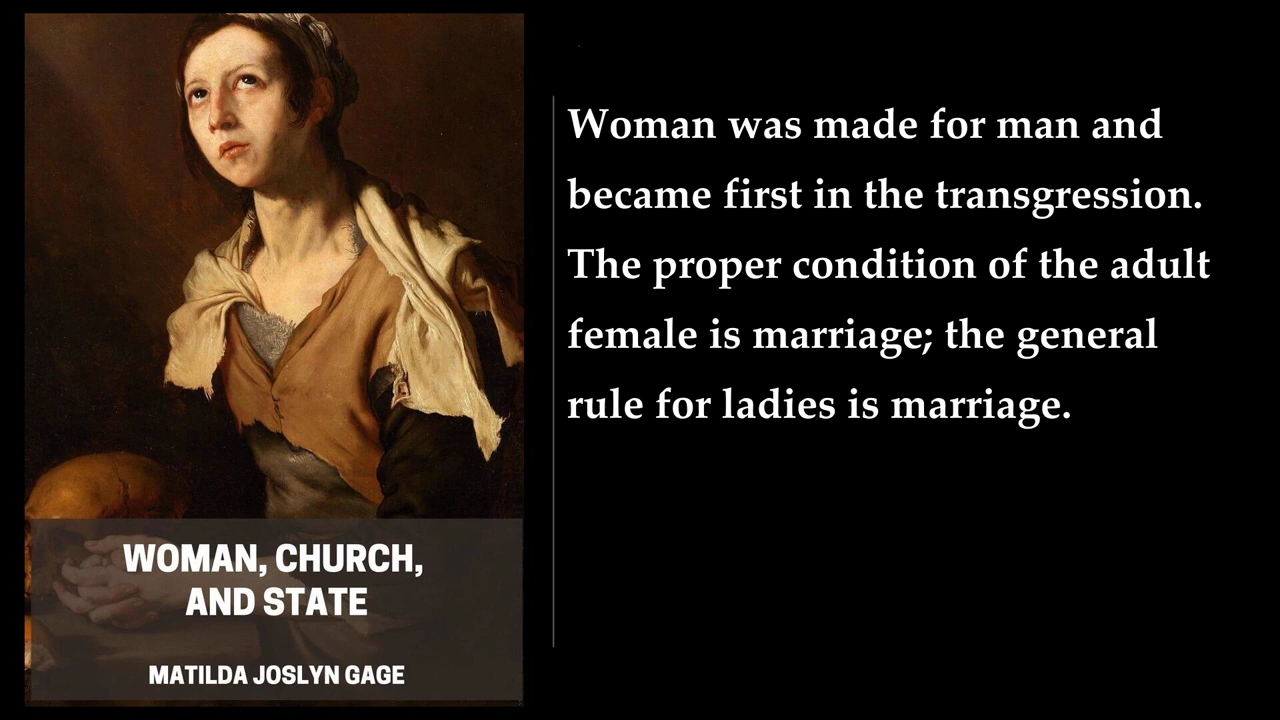 Woman was made for man and
became first in the transgression.
The proper condition of the adult
female is marriage; the general
rule for ladies is marriage.
WOMAN, CHURCH,
AND STATE
MATILDA JOSLYN GAGE